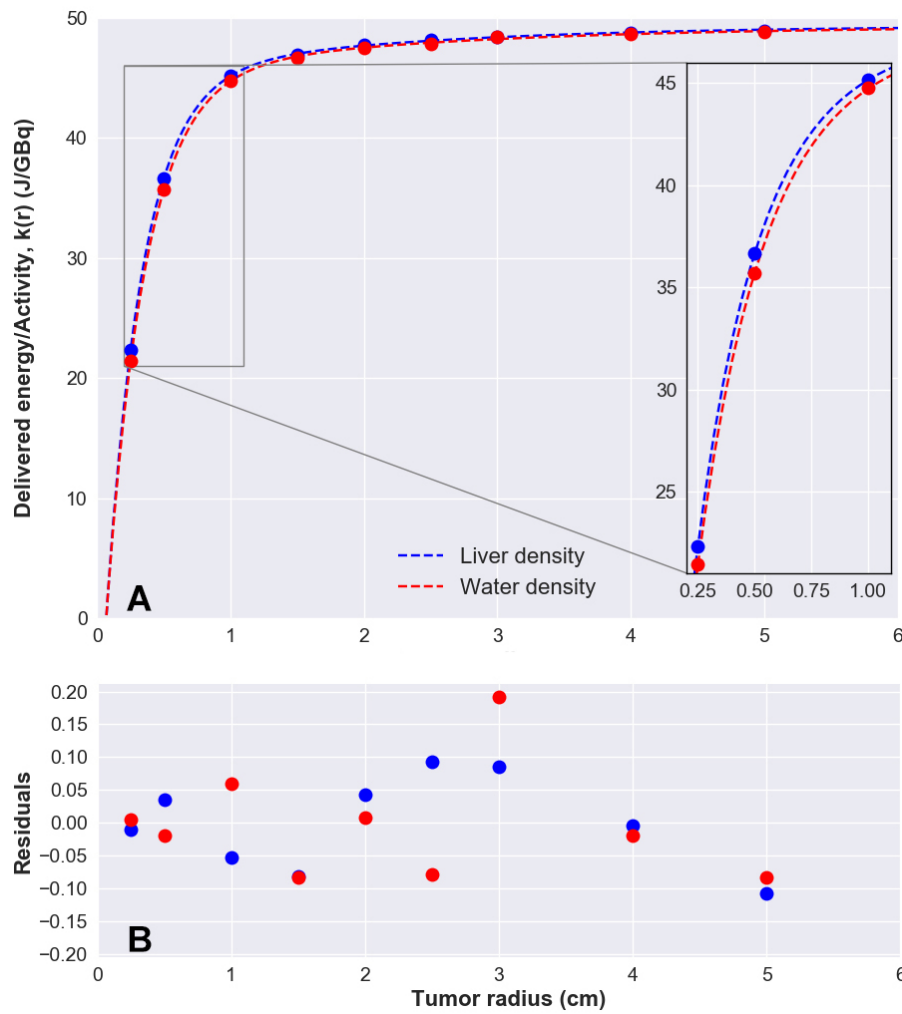 Delivered energy/Activity, k(r) (J/GBq)
50
40
30
20
10
0
45
40
35
30
25
0.25 0.50 0.75 1.00
Liver density
Water density
A
0 1 2 3 4 5 6
Residuals
0.20
0.15
0.10
0.05
0.00
−0.05
−0.10
−0.15
−0.20
B
0 1 2 3 4 5 6
Tumor radius (cm)